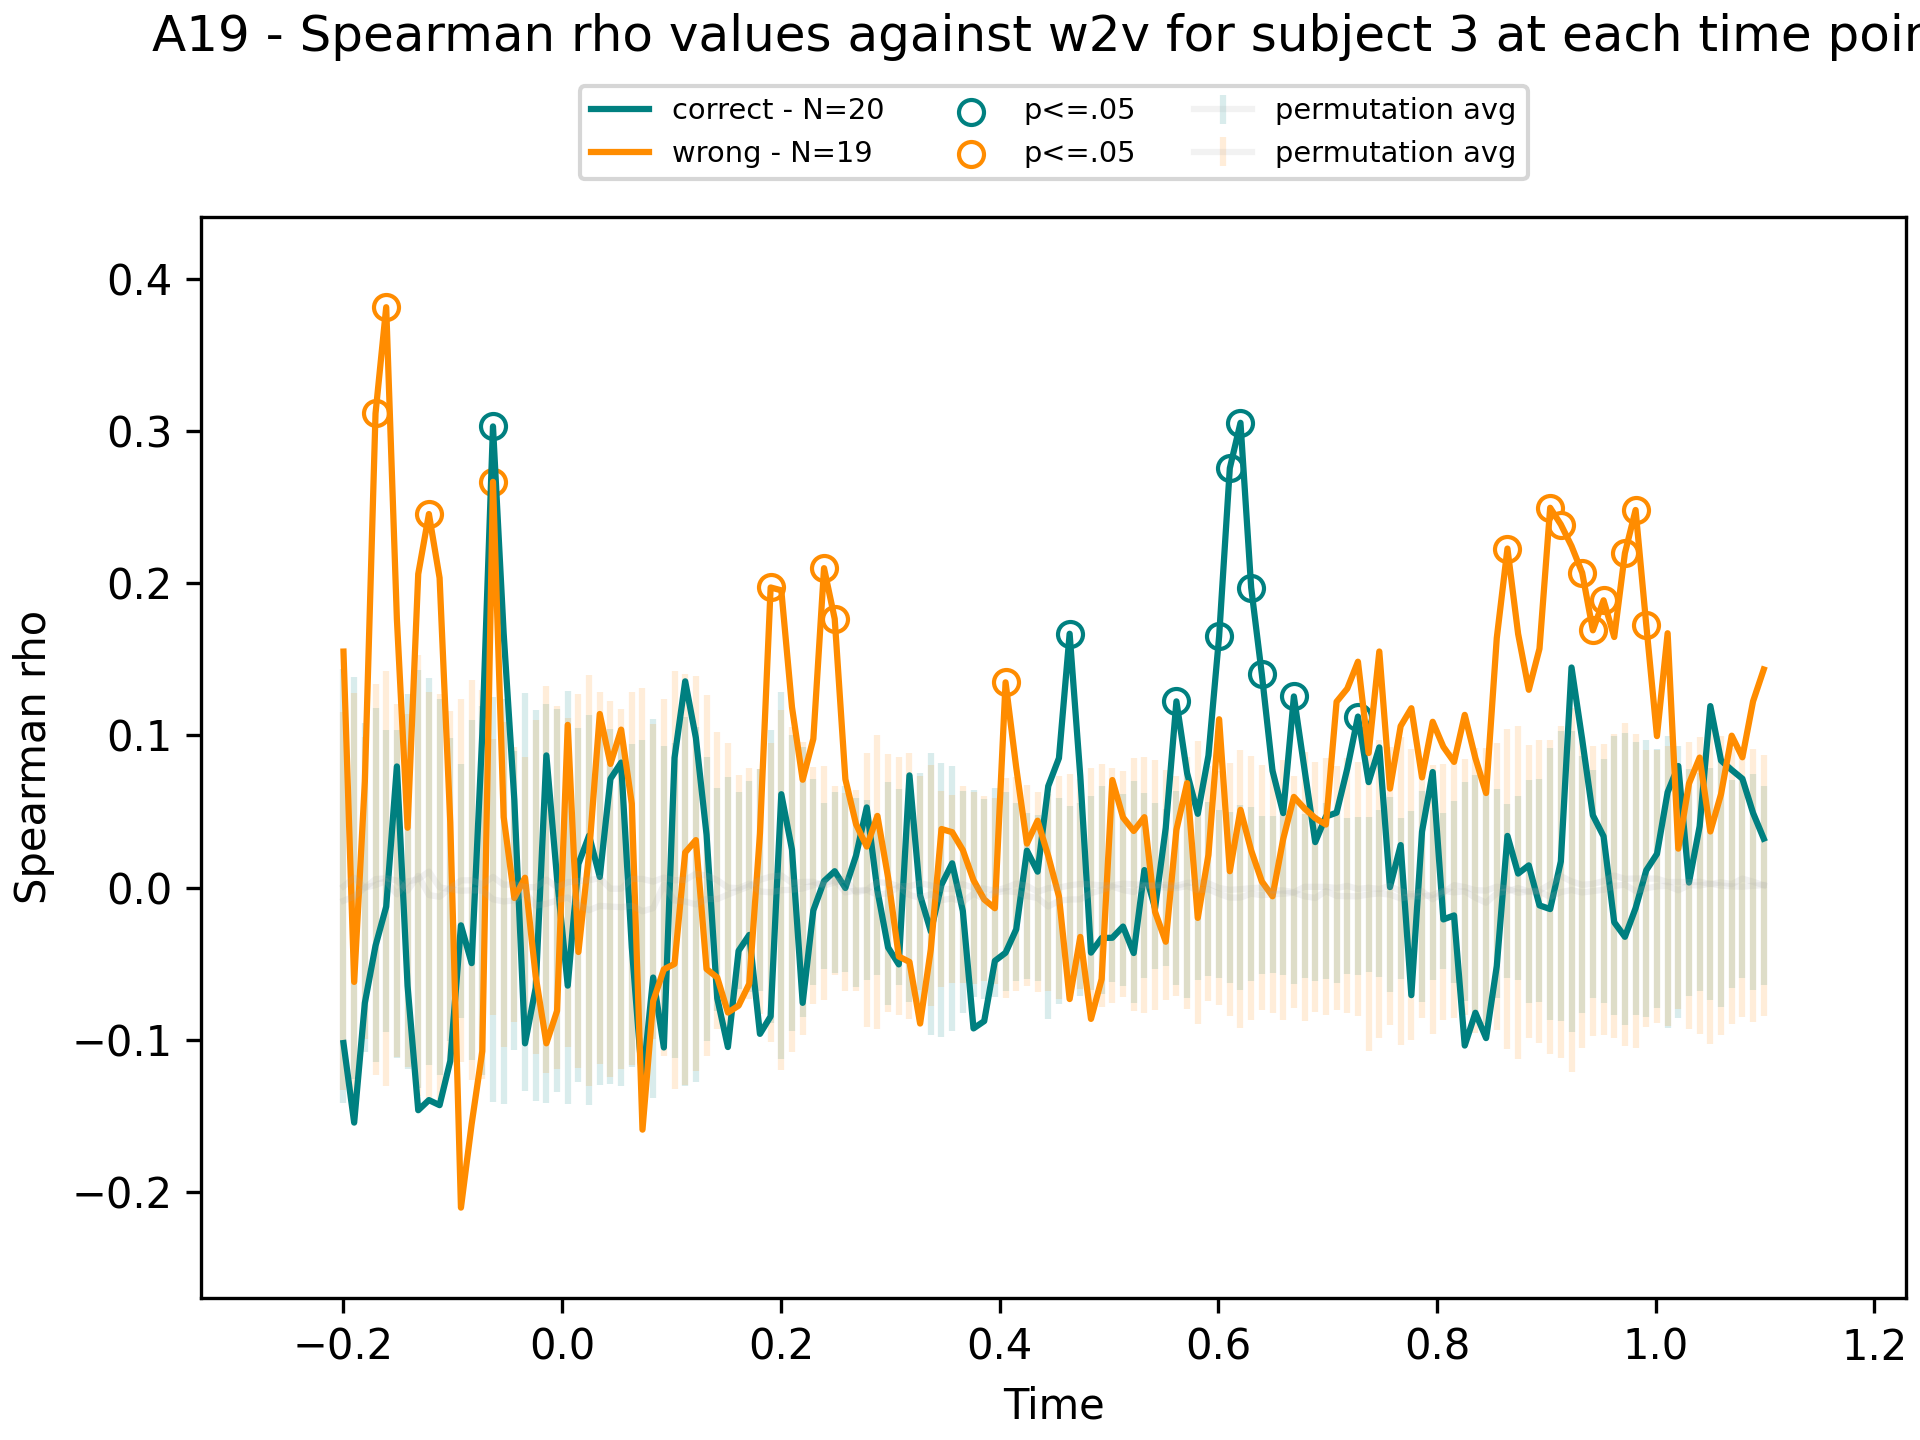 A19 - Spearman rho values against w2v for subject 3 at each time
correct - N=20
wrong - N=19
p<=.05
p<=.05
permutation avg
permutation avg
0.4
0.3
0.2
0.1
0.0
−0.1
−0.2
Spearman rho
−0.2 0.0 0.2 0.4 0.6 0.8 1.0 1.2
Time